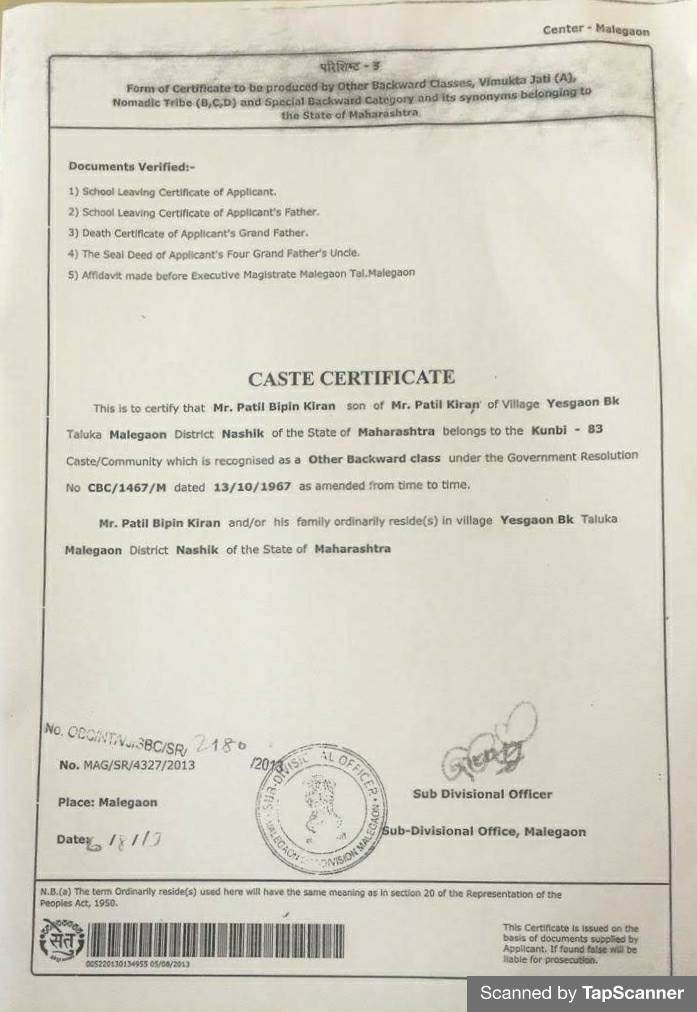 Center - Malegaon
परिशिष्ट - ३
Form of Certificate to be produced by Other Backward Classes, Vimukta Jati (A),
Nomadic Tribe (B,C,D) and Special Backward Category and its synonyms belonging to
the State of Maharashtra
Documents Verified:-
1) School Leaving Certificate of Applicant.
2) School Leaving Certificate of Applicant's Father.
3) Death Certificate of Applicant's Grand Father.
4) The Seal Deed of Applicant's Four Grand Father's Uncle.
5) Affidavit made before Executive Magistrate Malegaon Tal.Malegaon
CASTE CERTIFICATE
This is to certify that Mr. Patil Bipin Kiran son of Mr. Patil Kiran of Village Yesgaon Bk
Taluka Malegaon District Nashik of the State of Maharashtra belongs to the Kunbi - 83
Caste/Community which is recognised as a Other Backward class under the Government Resolution
No CBC/1467/M dated 13/10/1967 as amended from time to time.
Mr. Patil Bipin Kiran and/or his family ordinarily reside(s) in village Yesgaon Bk Taluka
Malegaon District Nashik of the State of Maharashtra
No. OBC/NT/VJ/SBC/SR/ 2180 /2013
No. MAG/SR/4327/2013
SUB-DIVISIONAL OFFICER
MALEGAON SUB DIVISION MALEGAON
Sub Divisional Officer
Place: Malegaon
Sub-Divisional Office, Malegaon
Date: 6/8/13
N.B.(a) The term Ordinarily reside(s) used here will have the same meaning as in section 20 of the Representation of the
Peoples Act, 1950.
सेतु
005220130134955 05/08/2013
This Certificate is issued on the
basis of documents supplied by
Applicant. If found false will be
liable for prosecution.
Scanned by TapScanner